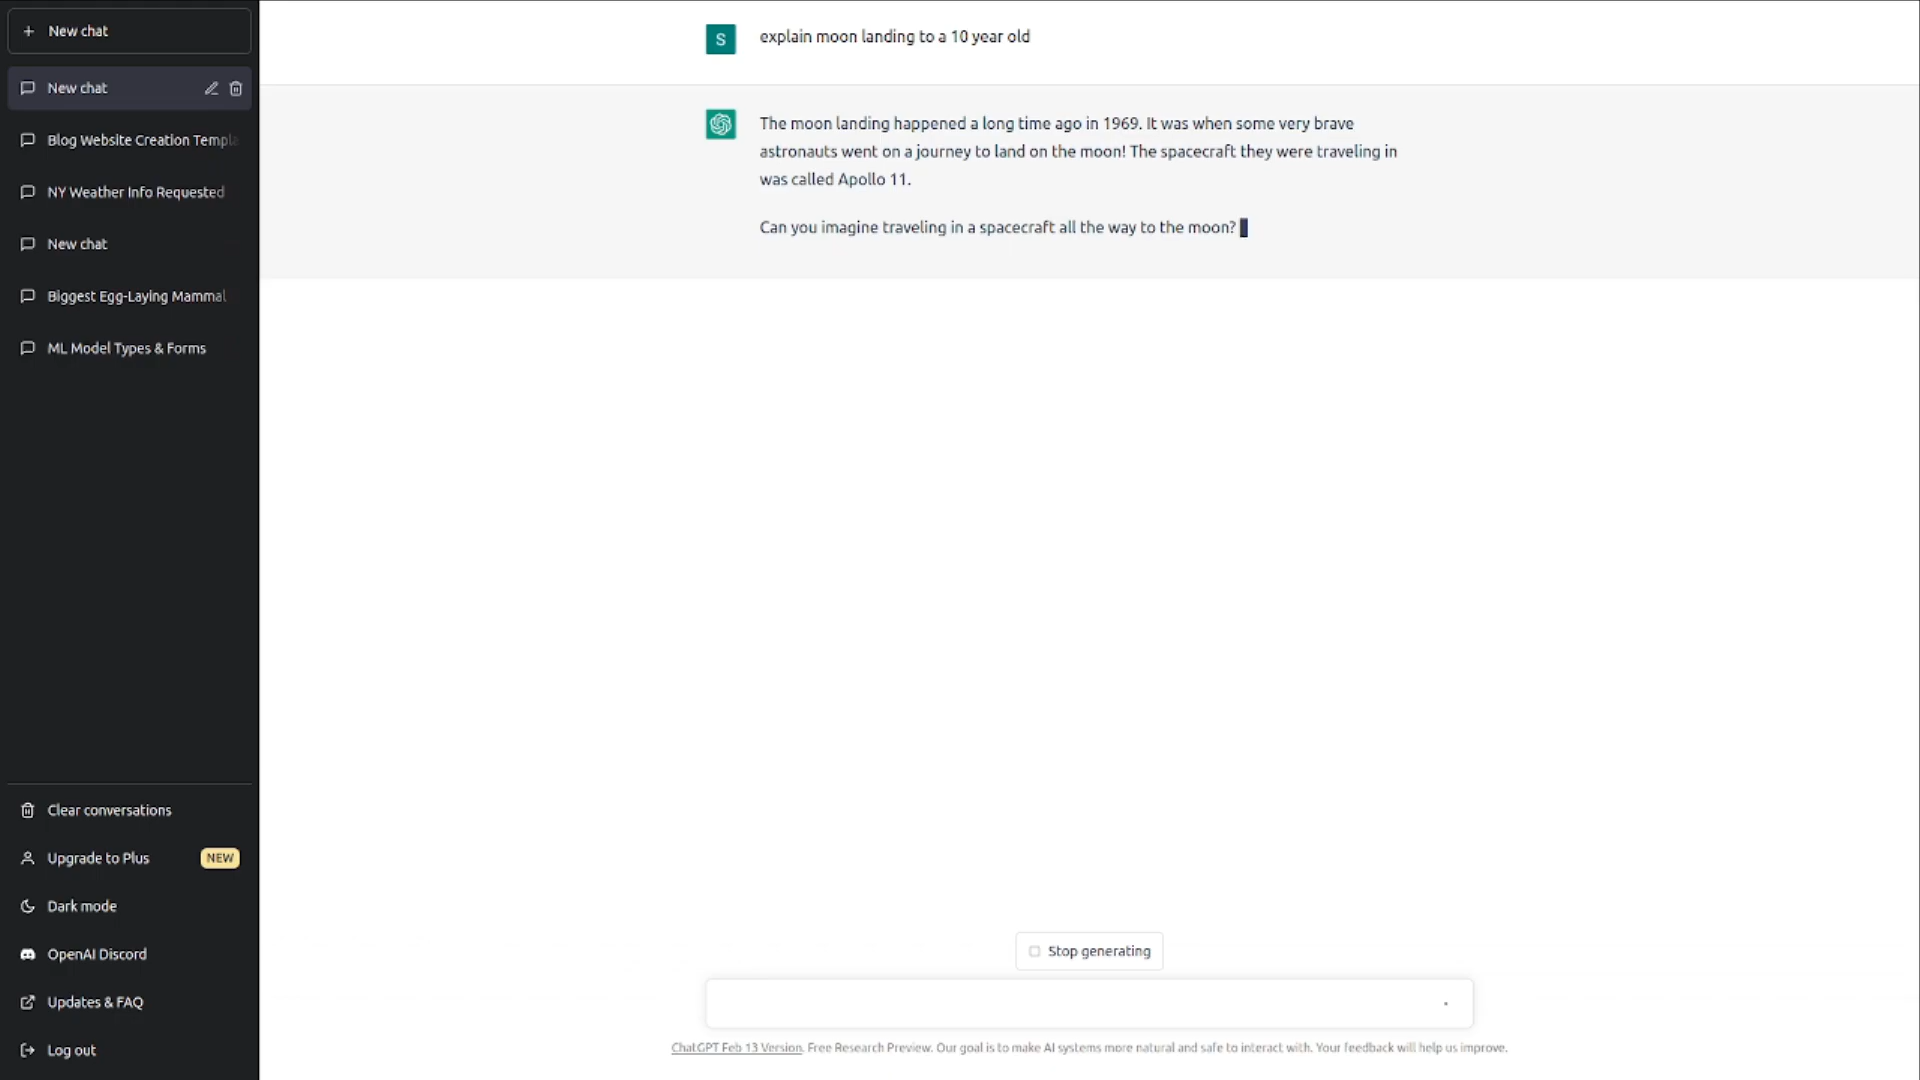 New chat
New chat
Blog Website Creation Templa
NY Weather Info Requested
New chat
Biggest Egg-Laying Mammal
ML Model Types & Forms
Clear conversations
Upgrade to Plus NEW
Dark mode
OpenAI Discord
Updates & FAQ
Log out
S explain moon landing to a 10 year old
The moon landing happened a long time ago in 1969. It was when some very brave
astronauts went on a journey to land on the moon! The spacecraft they were traveling in
was called Apollo 11.
Can you imagine traveling in a spacecraft all the way to the moon?
Stop generating
ChatGPT Feb 13 Version. Free Research Preview. Our goal is to make AI systems more natural and safe to interact with. Your feedback will help us improve.